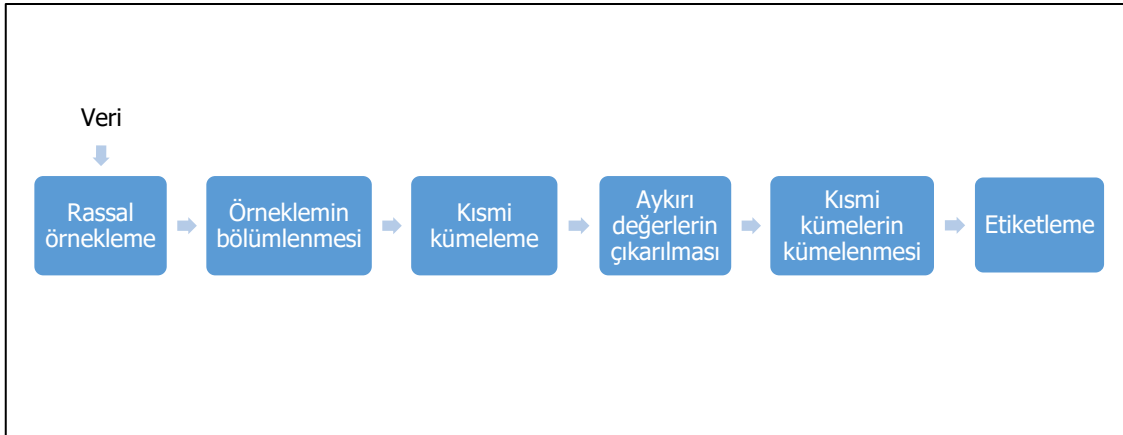 Veri
Rassal
örnekleme
Örneklemin
bölümlenmesi
Kısmi
kümeleme
Aykırı
değerlerin
çıkarılması
Kısmi
kümelerin
kümelenmesi
Etiketleme